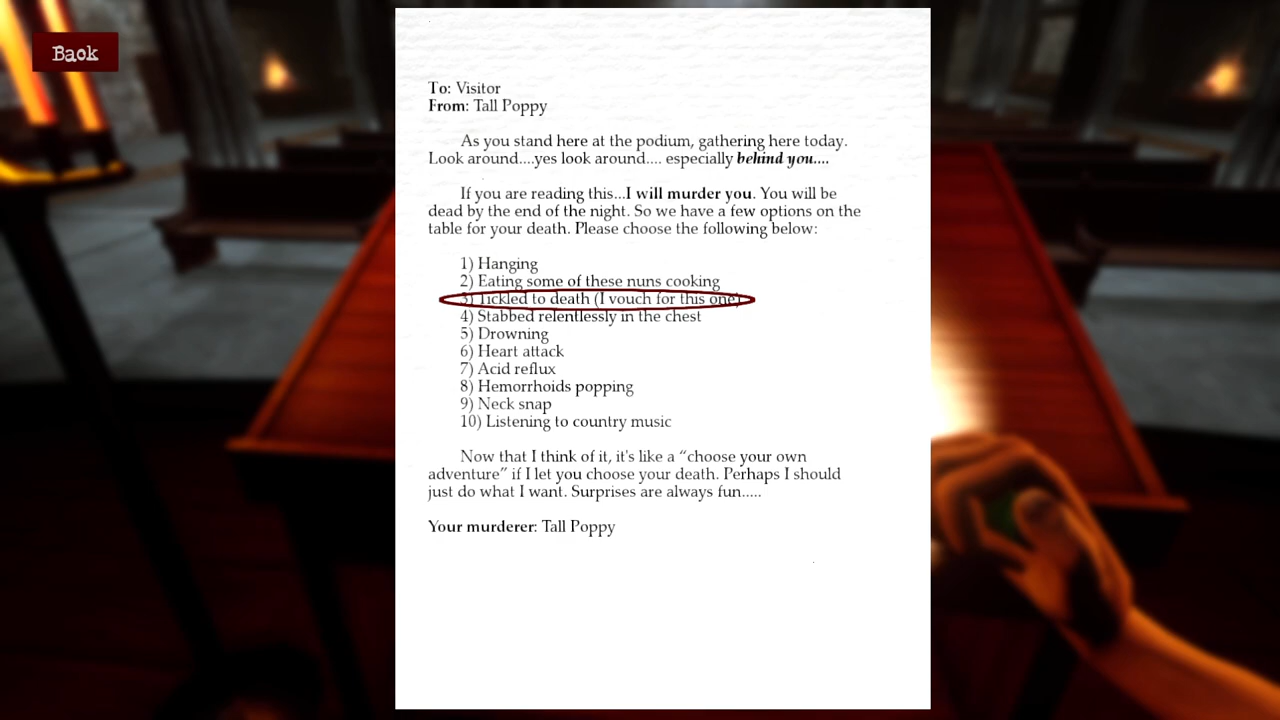 Back
To: Visitor
From: Tall Poppy
As you stand here at the podium, gathering here today.
Look around....yes look around.... especially behind you....
If you are reading this...I will murder you. You will be
dead by the end of the night. So we have a few options on the
table for your death. Please choose the following below:
1) Hanging
2) Eating some of these nuns cooking
3) Tickled to death (I vouch for this one)
4) Stabbed relentlessly in the chest
5) Drowning
6) Heart attack
7) Acid reflux
8) Hemorrhoids popping
9) Neck snap
10) Listening to country music
Now that I think of it, it's like a “choose your own
adventure” if I let you choose your death. Perhaps I should
just do what I want. Surprises are always fun.....
Your murderer: Tall Poppy